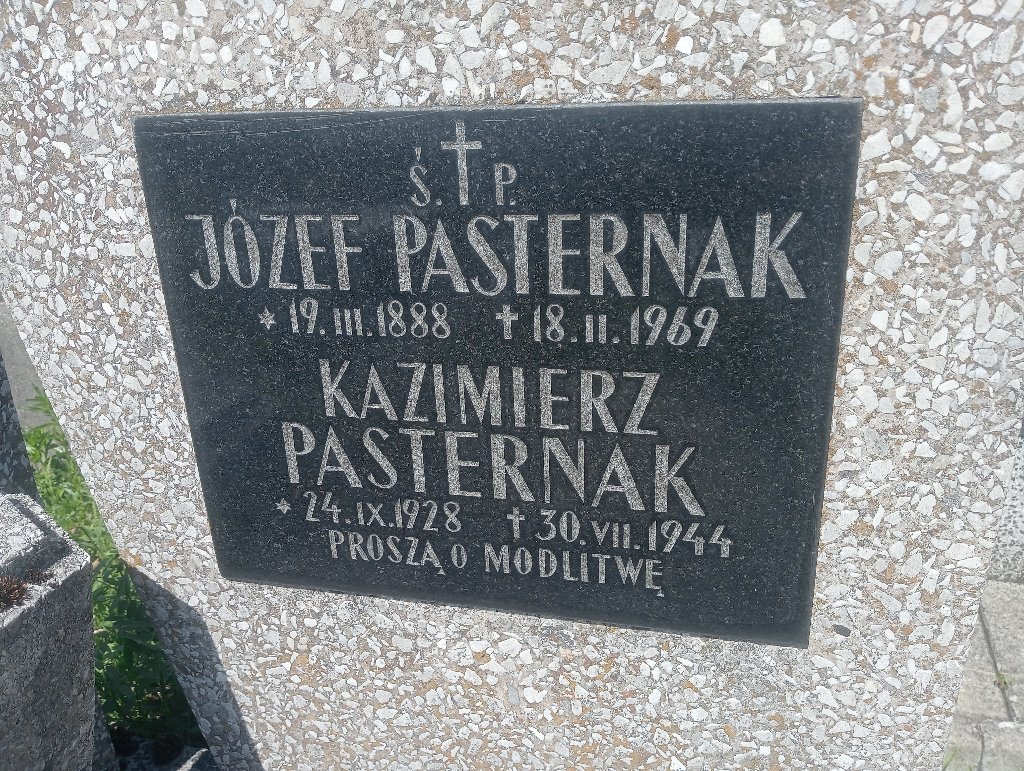 Ś. † P.
JÓZEF PASTERNAK
* 19.III.1888 † 18.II.1969
KAZIMIERZ
PASTERNAK
* 24.IX.1928 † 30.VII.1944
PROSZĄ O MODLITWĘ